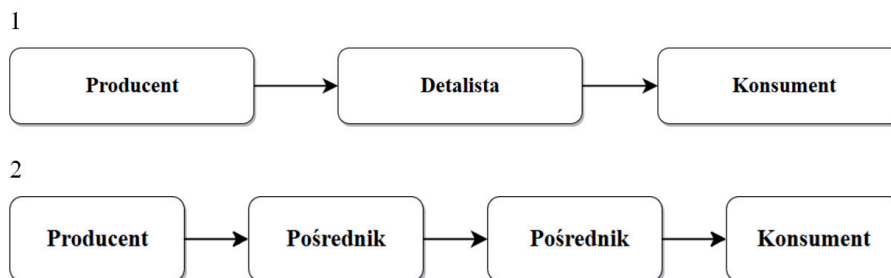 1
Producent Detalista Konsument
2
Producent Pośrednik Pośrednik Konsument